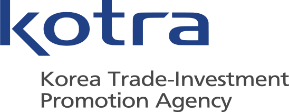 kotra
Korea Trade-Investment
Promotion Agency